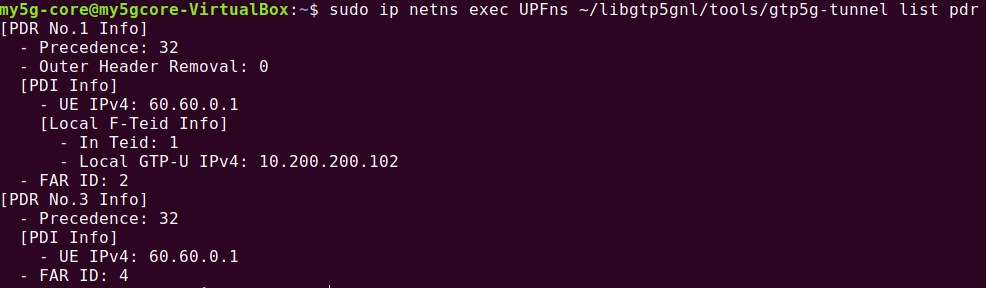 my5g-core@my5gcore-VirtualBox:~$ sudo ip netns exec UPFns ~/libgtp5gnl/tools/gtp5g-tunnel list pdr
[PDR No.1 Info]
- Precedence: 32
- Outer Header Removal: 0
[PDI Info]
- UE IPv4: 60.60.0.1
[Local F-Teid Info]
- In Teid: 1
- Local GTP-U IPv4: 10.200.200.102
- FAR ID: 2
[PDR No.3 Info]
- Precedence: 32
[PDI Info]
- UE IPv4: 60.60.0.1
- FAR ID: 4